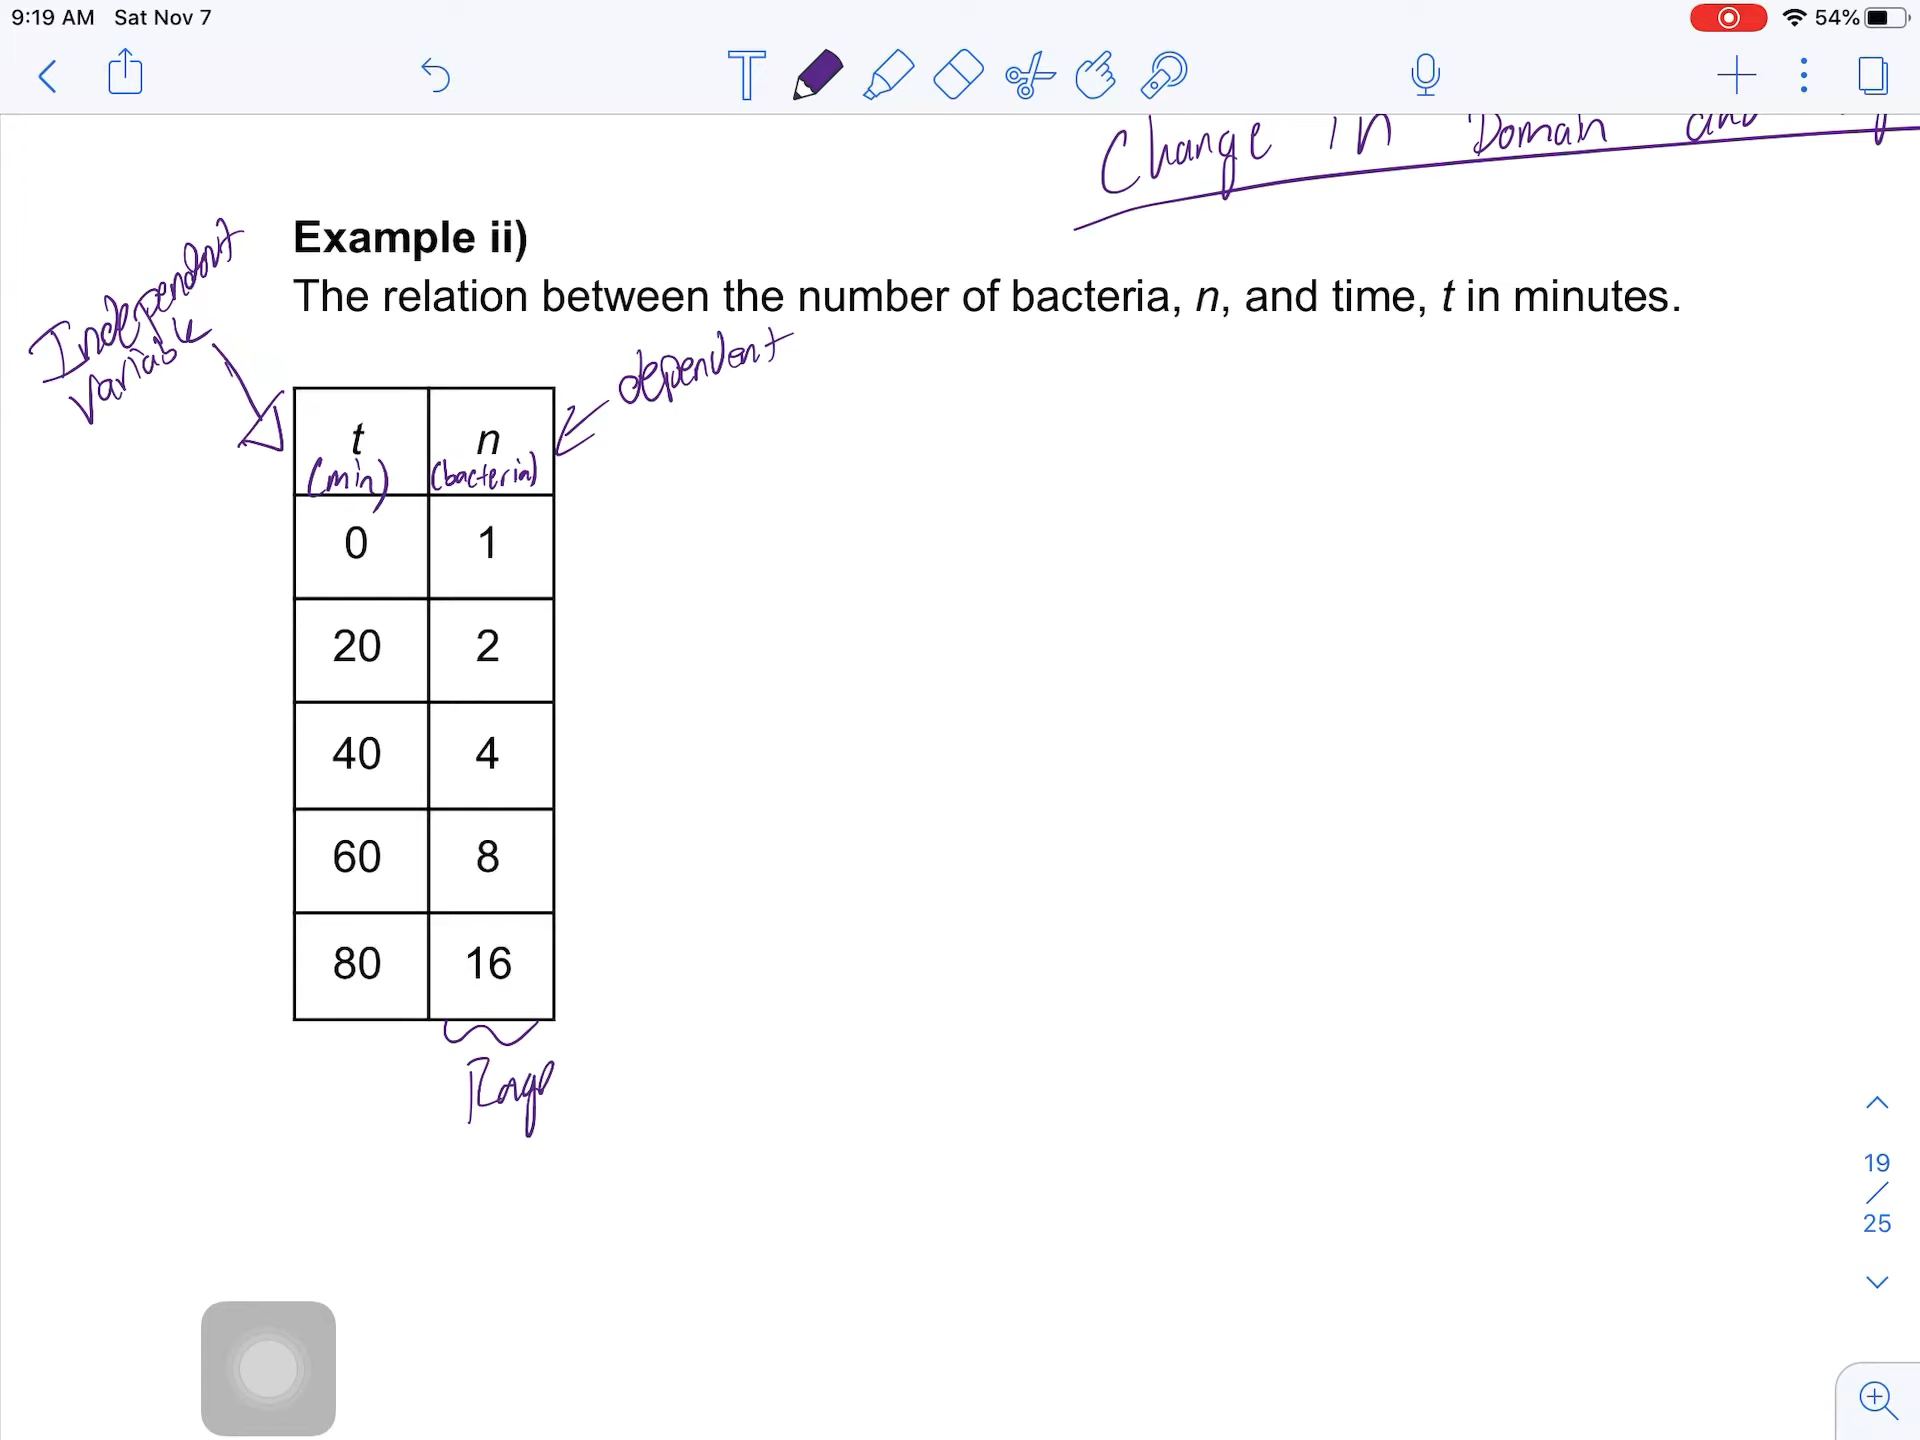 9:19 AM Sat Nov 7
54%
T
Change in Domain and
Example ii)
The relation between the number of bacteria, n, and time, t in minutes.
Independent
variable
dependent
t n
(min) (bacteria)
0 1
20 2
40 4
60 8
80 16
19
/
25